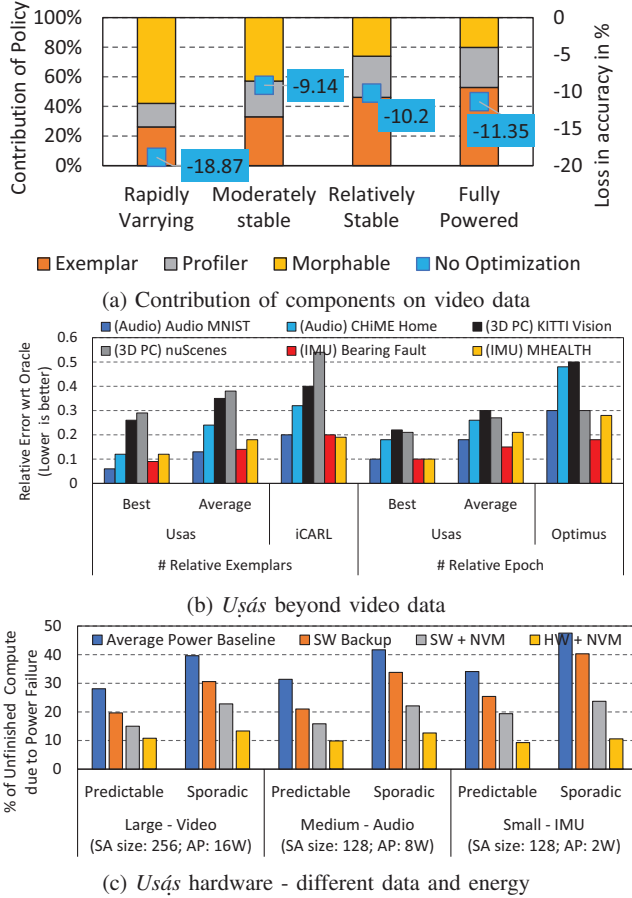 100%
80%
60%
40%
20%
0%
Contribution of Policy
0
-5
-10
-15
-20
Loss in accuracy in %
-18.87
-9.14
-10.2
-11.35
Rapidly Varrying
Moderately stable
Relatively Stable
Fully Powered
Exemplar
Profiler
Morphable
No Optimization
(a) Contribution of components on video data
(Audio) Audio MNIST
(Audio) CHiME Home
(3D PC) KITTI Vision
(3D PC) nuScenes
(IMU) Bearing Fault
(IMU) MHEALTH
Relative Error wrt Oracle
(Lower is better)
0.6
0.5
0.4
0.3
0.2
0.1
0
Best
Average
Best
Average
Usas
iCARL
Usas
Optimus
# Relative Exemplars
# Relative Epoch
(b) Uṣás beyond video data
Average Power Baseline
SW Backup
SW + NVM
HW + NVM
% of Unfinished Compute
due to Power Failure
50
40
30
20
10
0
Predictable
Sporadic
Predictable
Sporadic
Predictable
Sporadic
Large - Video
(SA size: 256; AP: 16W)
Medium - Audio
(SA size: 128; AP: 8W)
Small - IMU
(SA size: 128; AP: 2W)
(c) Uṣás hardware - different data and energy